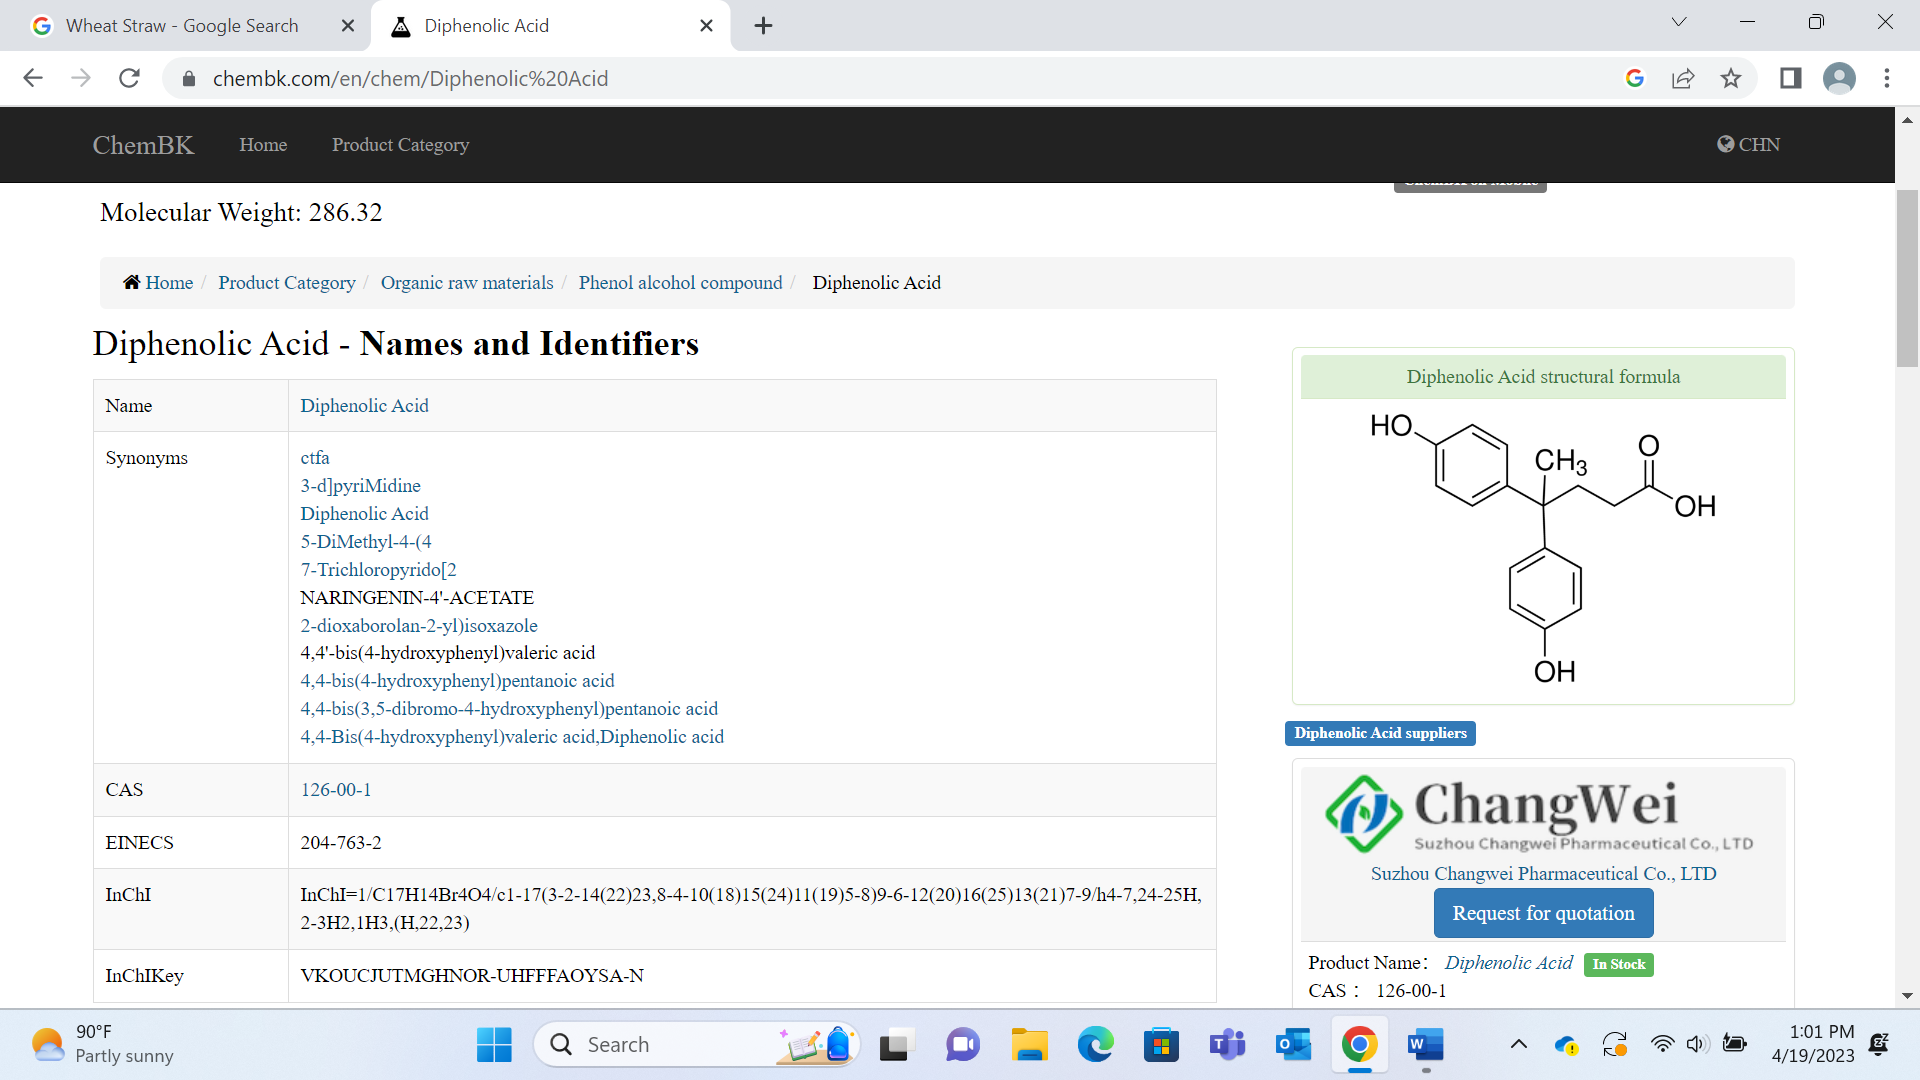 Wheat Straw - Google Search
Diphenolic Acid
chembk.com/en/chem/Diphenolic%20Acid
ChemBK
Home
Product Category
CHN
Molecular Weight: 286.32
Home / Product Category / Organic raw materials / Phenol alcohol compound / Diphenolic Acid
Diphenolic Acid - Names and Identifiers
Name
Diphenolic Acid
Synonyms
ctfa
3-d]pyriMidine
Diphenolic Acid
5-DiMethyl-4-(4
7-Trichloropyrido[2
NARINGENIN-4'-ACETATE
2-dioxaborolan-2-yl)isoxazole
4,4'-bis(4-hydroxyphenyl)valeric acid
4,4-bis(4-hydroxyphenyl)pentanoic acid
4,4-bis(3,5-dibromo-4-hydroxyphenyl)pentanoic acid
4,4-Bis(4-hydroxyphenyl)valeric acid,Diphenolic acid
CAS
126-00-1
EINECS
204-763-2
InChI
InChI=1/C17H14Br4O4/c1-17(3-2-14(22)23,8-4-10(18)15(24)11(19)5-8)9-6-12(20)16(25)13(21)7-9/h4-7,24-25H,
2-3H2,1H3,(H,22,23)
InChIKey
VKOUCJUTMGHNOR-UHFFFAOYSA-N
Diphenolic Acid structural formula
HO
CH3
O
OH
OH
Diphenolic Acid suppliers
ChangWei
Suzhou Changwei Pharmaceutical Co., LTD
Suzhou Changwei Pharmaceutical Co., LTD
Request for quotation
Product Name： Diphenolic Acid In Stock
CAS： 126-00-1
90°F
Partly sunny
Search
1:01 PM
4/19/2023